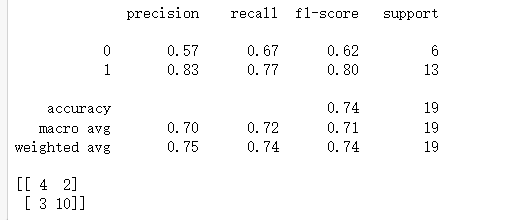 precision recall f1-score support
0 0.57 0.67 0.62 6
1 0.83 0.77 0.80 13
accuracy 0.74 19
macro avg 0.70 0.72 0.71 19
weighted avg 0.75 0.74 0.74 19
[[ 4 2]
[ 3 10]]